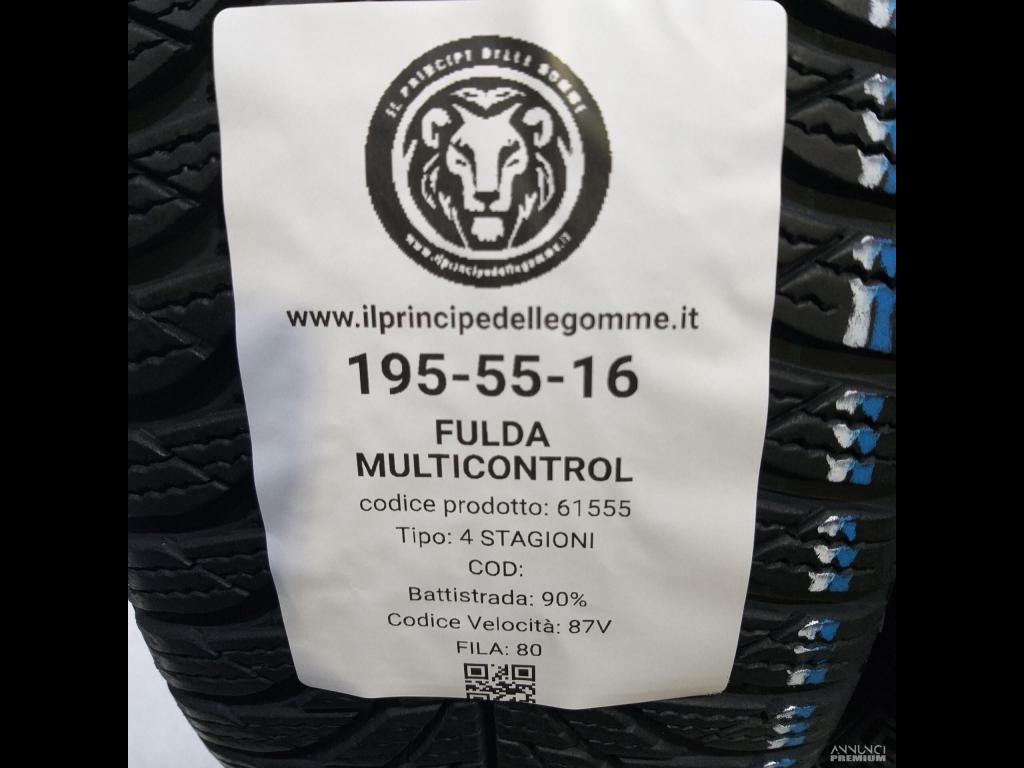 IL PRINCIPE DELLE GOMME
www.ilprincipedellegomme.it
www.ilprincipedellegomme.it
195-55-16
FULDA
MULTICONTROL
codice prodotto: 61555
Tipo: 4 STAGIONI
COD:
Battistrada: 90%
Codice Velocità: 87V
FILA: 80
ANNUNCI
PREMIUM